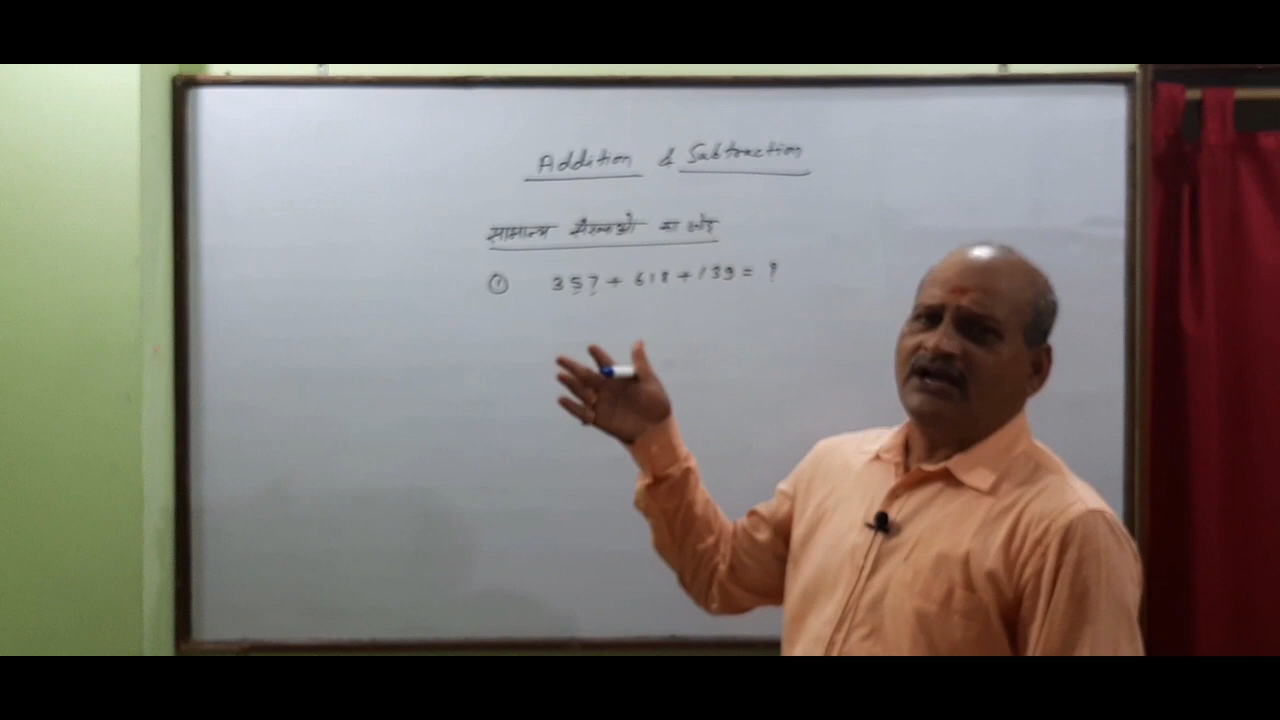 Addition & Subtraction
सामान्य संख्याओ का जोड़
① 357 + 618 + 139 = ?